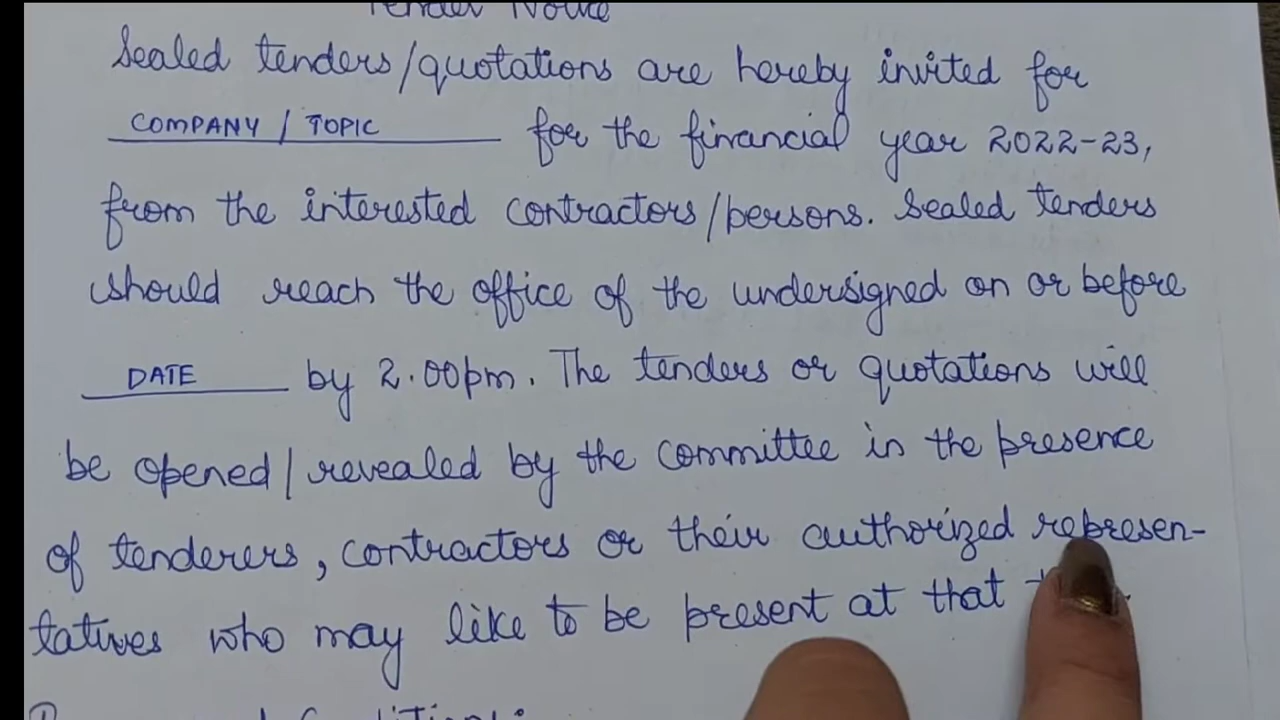 Tender Notice
Sealed tenders/quotations are hereby invited for
COMPANY / TOPIC for the financial year 2022-23,
from the interested contractors/persons. Sealed tenders
should reach the office of the undersigned on or before
DATE by 2.00pm. The tenders or quotations will
be opened/revealed by the committee in the presence
of tenderers, contractors or their authorized represen-
tatives who may like to be present at that